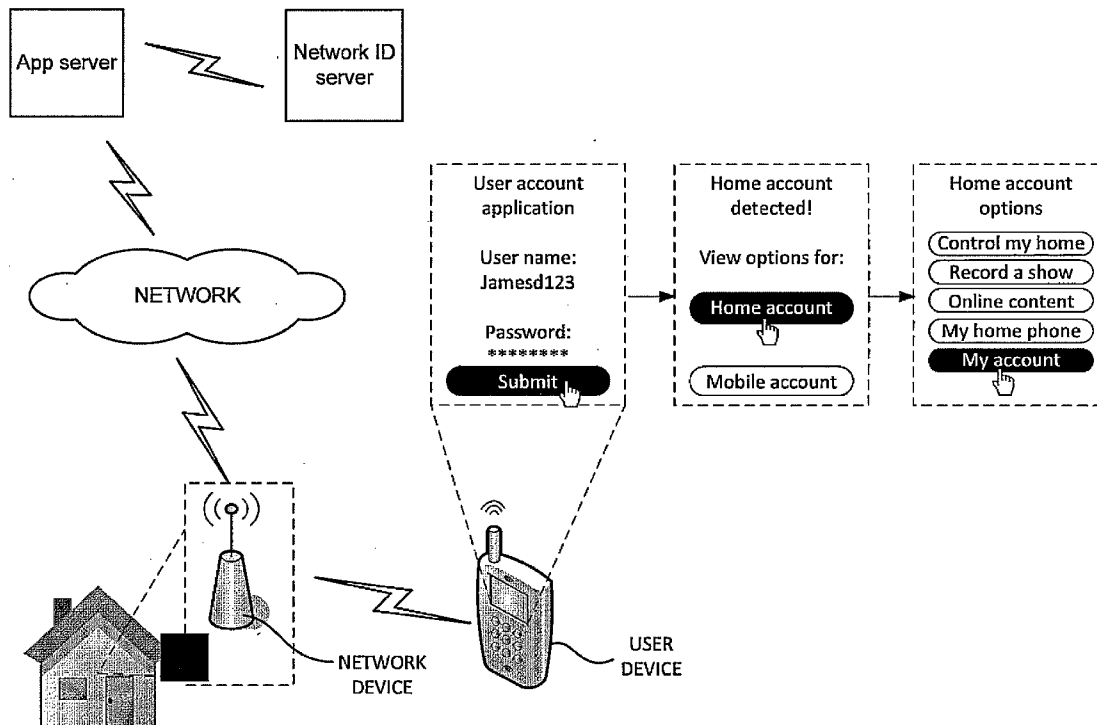 App server
Network ID
server
NETWORK
User account
application
User name:
Jamesd123
Password:
********
Submit
Home account
detected!
View options for:
Home account
Mobile account
Home account
options
Control my home
Record a show
Online content
My home phone
My account
NETWORK
DEVICE
USER
DEVICE